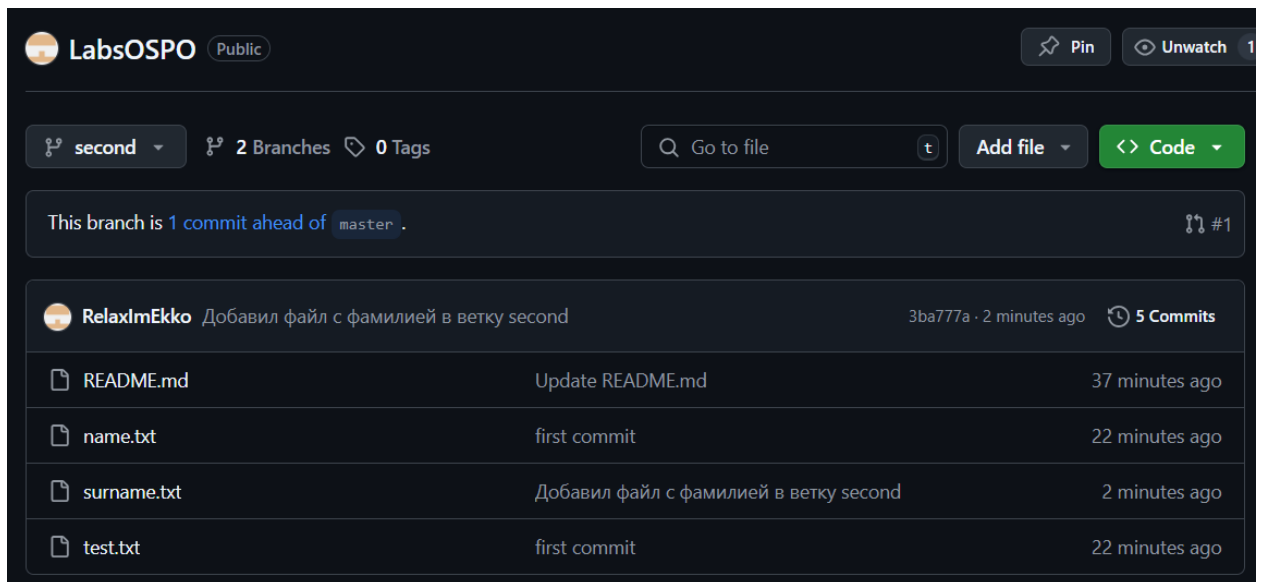 LabsOSPO Public Pin Unwatch 1
second 2 Branches 0 Tags Go to file t Add file <> Code
This branch is 1 commit ahead of master . #1
RelaxImEkko Добавил файл с фамилией в ветку second 3ba777a · 2 minutes ago 5 Commits
README.md Update README.md 37 minutes ago
name.txt first commit 22 minutes ago
surname.txt Добавил файл с фамилией в ветку second 2 minutes ago
test.txt first commit 22 minutes ago